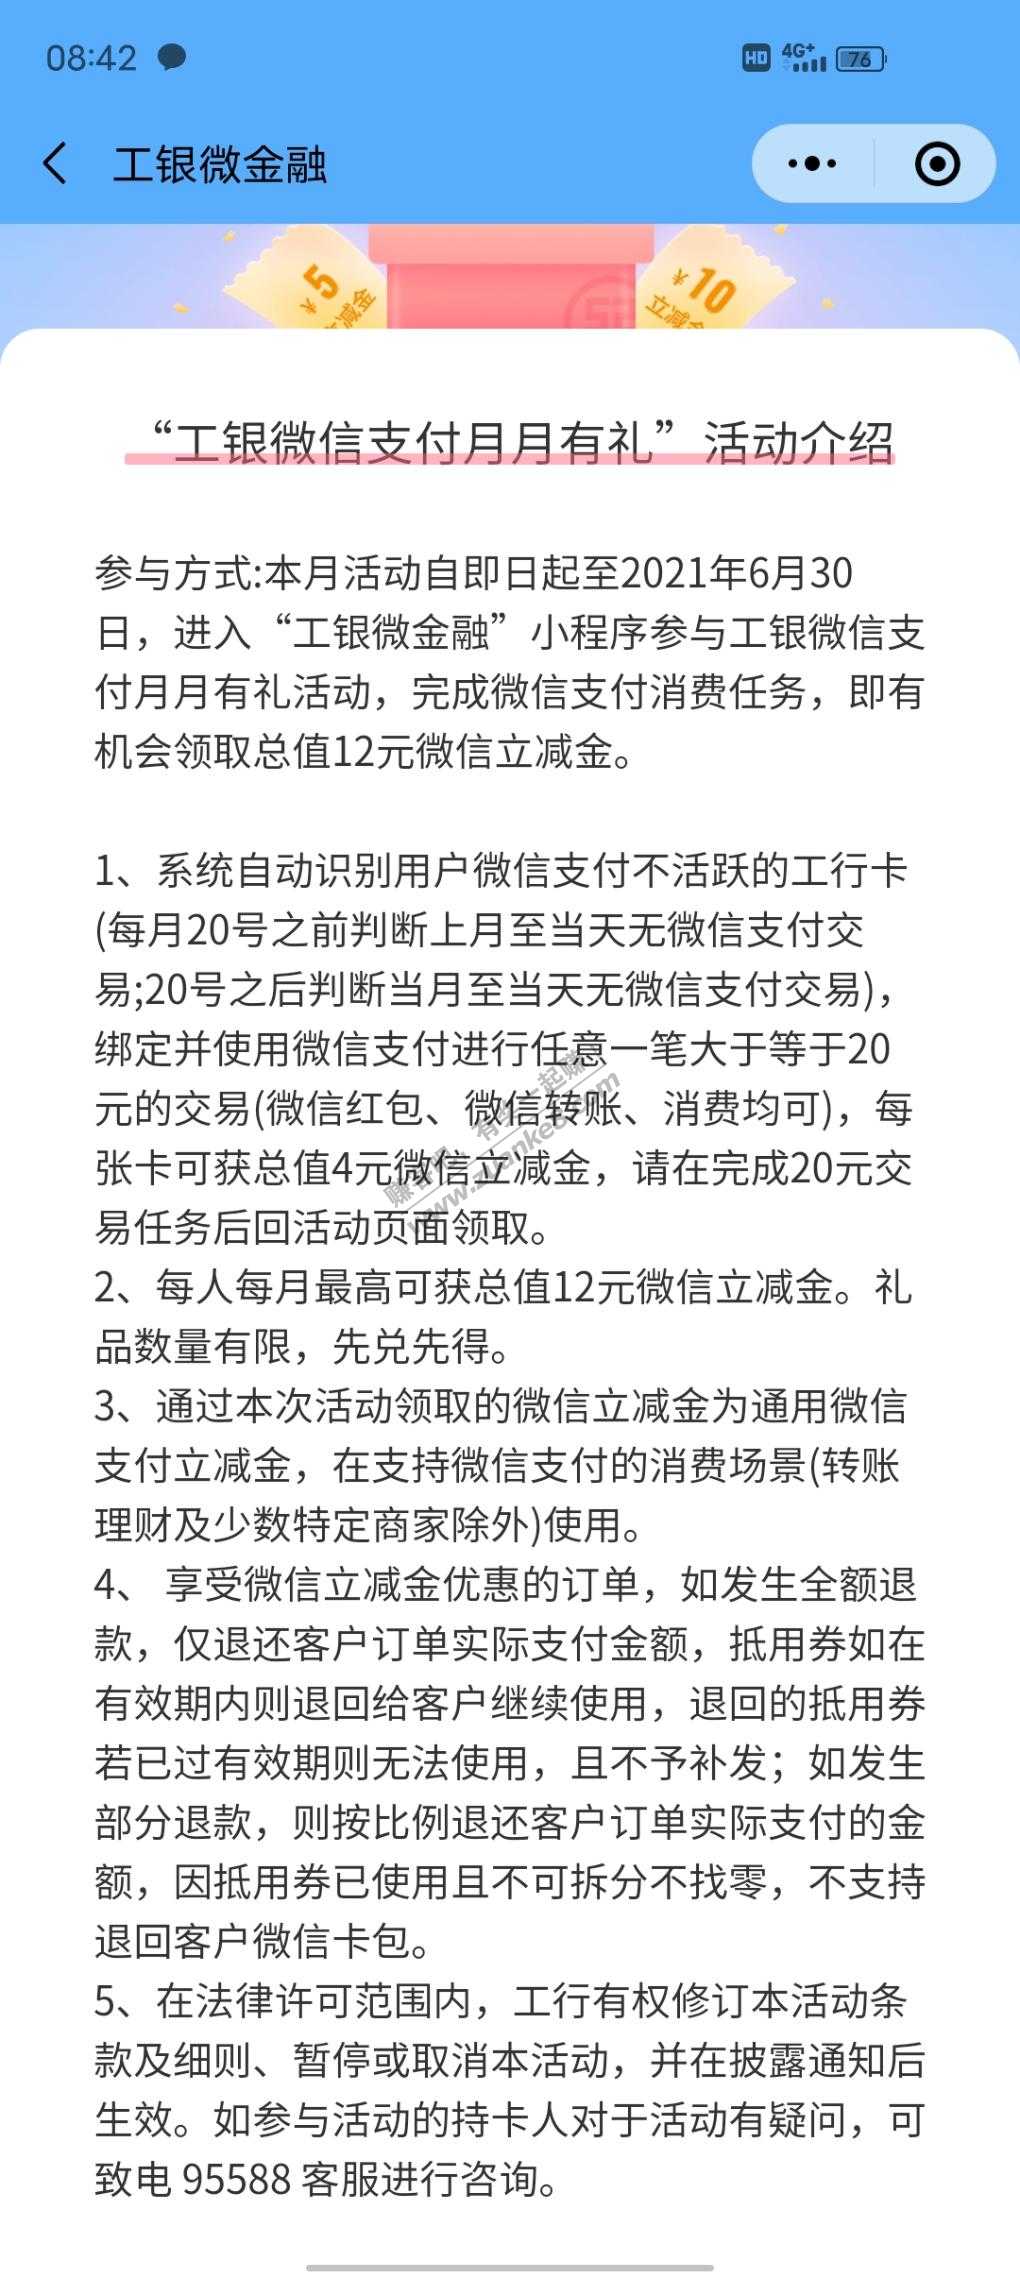 08:42
HD 4G+ 76
工银微金融
¥5 立减金
¥10 立减金
“工银微信支付月月有礼”活动介绍
参与方式:本月活动自即日起至2021年6月30
日，进入“工银微金融”小程序参与工银微信支
付月月有礼活动，完成微信支付消费任务，即有
机会领取总值12元微信立减金。
1、系统自动识别用户微信支付不活跃的工行卡
(每月20号之前判断上月至当天无微信支付交
易;20号之后判断当月至当天无微信支付交易)，
绑定并使用微信支付进行任意一笔大于等于20
元的交易(微信红包、微信转账、消费均可)，每
张卡可获总值4元微信立减金，请在完成20元交
易任务后回活动页面领取。
赚客吧，有奖一起赚！
www.zuanke8.com
2、每人每月最高可获总值12元微信立减金。礼
品数量有限，先兑先得。
3、通过本次活动领取的微信立减金为通用微信
支付立减金，在支持微信支付的消费场景(转账
理财及少数特定商家除外)使用。
4、 享受微信立减金优惠的订单，如发生全额退
款，仅退还客户订单实际支付金额，抵用券如在
有效期内则退回给客户继续使用，退回的抵用券
若已过有效期则无法使用，且不予补发；如发生
部分退款，则按比例退还客户订单实际支付的金
额，因抵用券已使用且不可拆分不找零，不支持
退回客户微信卡包。
5、在法律许可范围内，工行有权修订本活动条
款及细则、暂停或取消本活动，并在披露通知后
生效。如参与活动的持卡人对于活动有疑问，可
致电 95588 客服进行咨询。